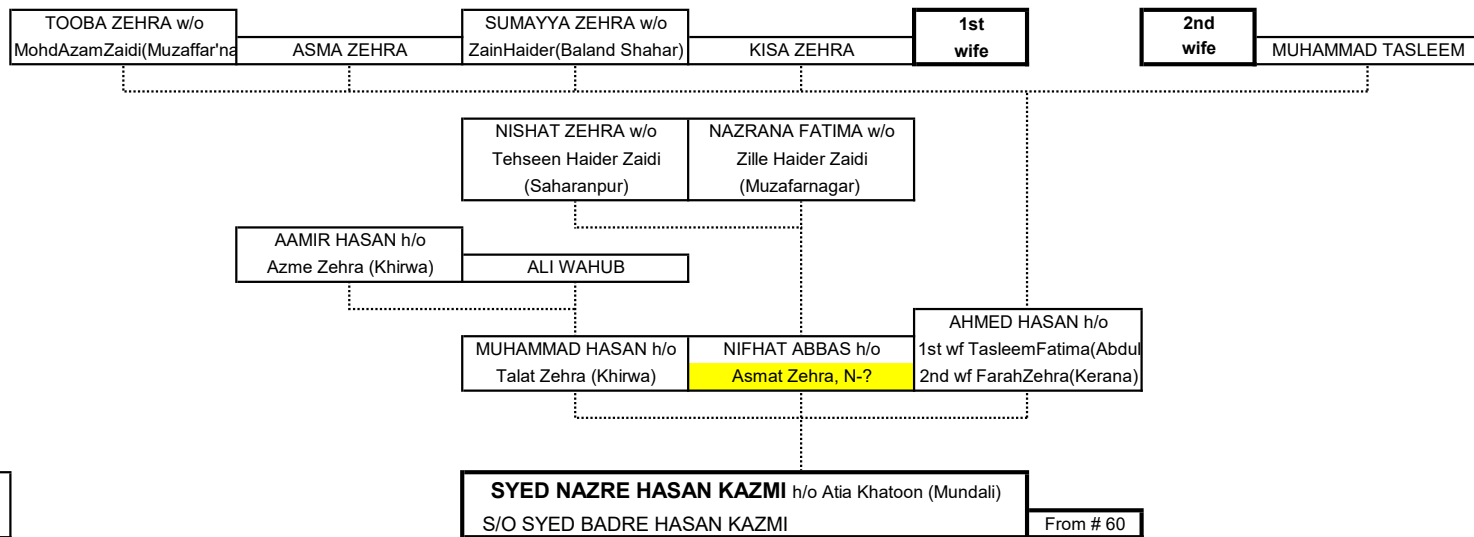 TOOBA ZEHRA w/o
MohdAzamZaidi(Muzaffar'na
ASMA ZEHRA
SUMAYYA ZEHRA w/o
ZainHaider(Baland Shahar)
KISA ZEHRA
1st
wife
2nd
wife
MUHAMMAD TASLEEM
NISHAT ZEHRA w/o
Tehseen Haider Zaidi
(Saharanpur)
NAZRANA FATIMA w/o
Zille Haider Zaidi
(Muzafarnagar)
AAMIR HASAN h/o
Azme Zehra (Khirwa)
ALI WAHUB
MUHAMMAD HASAN h/o
Talat Zehra (Khirwa)
NIFHAT ABBAS h/o
Asmat Zehra, N-?
AHMED HASAN h/o
1st wf TasleemFatima(Abdul
2nd wf FarahZehra(Kerana)
SYED NAZRE HASAN KAZMI h/o Atia Khatoon (Mundali)
S/O SYED BADRE HASAN KAZMI
From # 60